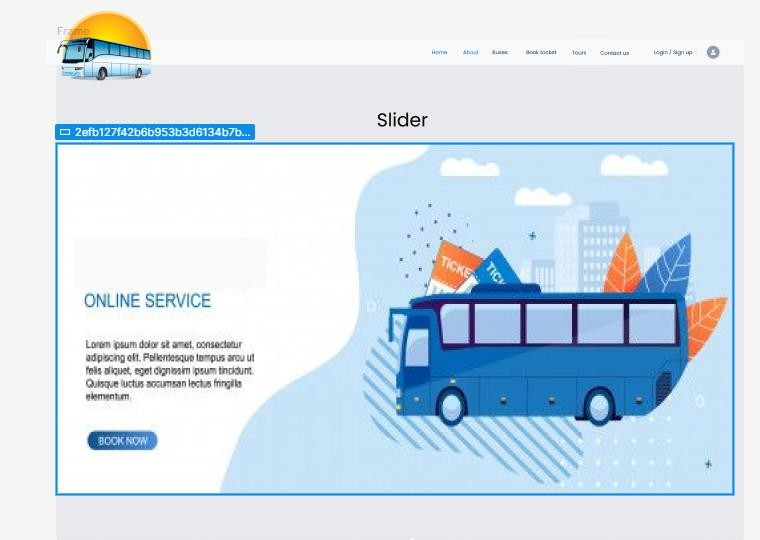 Frame
Home About Buses Book tocket Tours Contact us Login / Sign up
Slider
2efb127f42b6b953b3d6134b7b...
TICKE
TICK
ONLINE SERVICE
Lorem ipsum dolor sit amet, consectetur
adipiscing elit. Pellentesque tempus arcu ut
felis aliquet, eget dignissim ipsum tincidunt.
Quisque luctus accumsan lectus fringilla
elementum.
BOOK NOW